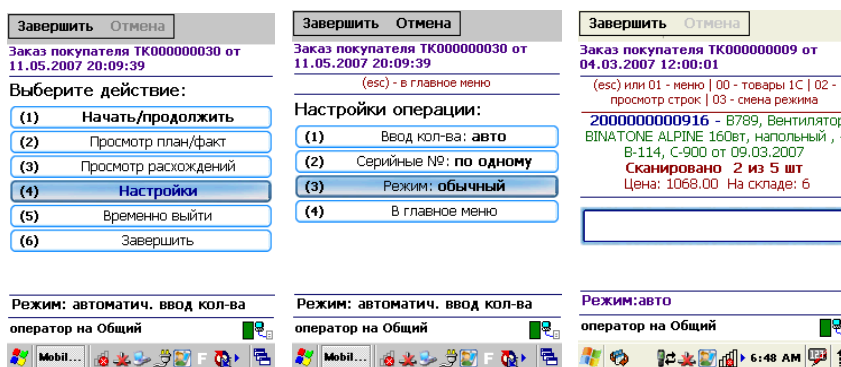 Завершить Отмена
Заказ покупателя ТК000000030 от
11.05.2007 20:09:39
Выберите действие:
(1) Начать/продолжить
(2) Просмотр план/факт
(3) Просмотр расхождений
(4) Настройки
(5) Временно выйти
(6) Завершить
Режим: автоматич. ввод кол-ва
оператор на Общий
Mobil...
Завершить Отмена
Заказ покупателя ТК000000030 от
11.05.2007 20:09:39
(esc) - в главное меню
Настройки операции:
(1) Ввод кол-ва: авто
(2) Серийные №: по одному
(3) Режим: обычный
(4) В главное меню
Режим: автоматич. ввод кол-ва
оператор на Общий
Mobil...
Завершить Отмена
Заказ покупателя ТК000000009 от
04.03.2007 12:00:01
(esc) или 01 - меню | 00 - товары 1С | 02 -
просмотр строк | 03 - смена режима
2000000000916 - В789, Вентилятор
BINATONE ALPINE 160вт, напольный ,
В-114, С-900 от 09.03.2007
Сканировано 2 из 5 шт
Цена: 1068.00 На складе: 6
Режим:авто
оператор на Общий
6:48 AM